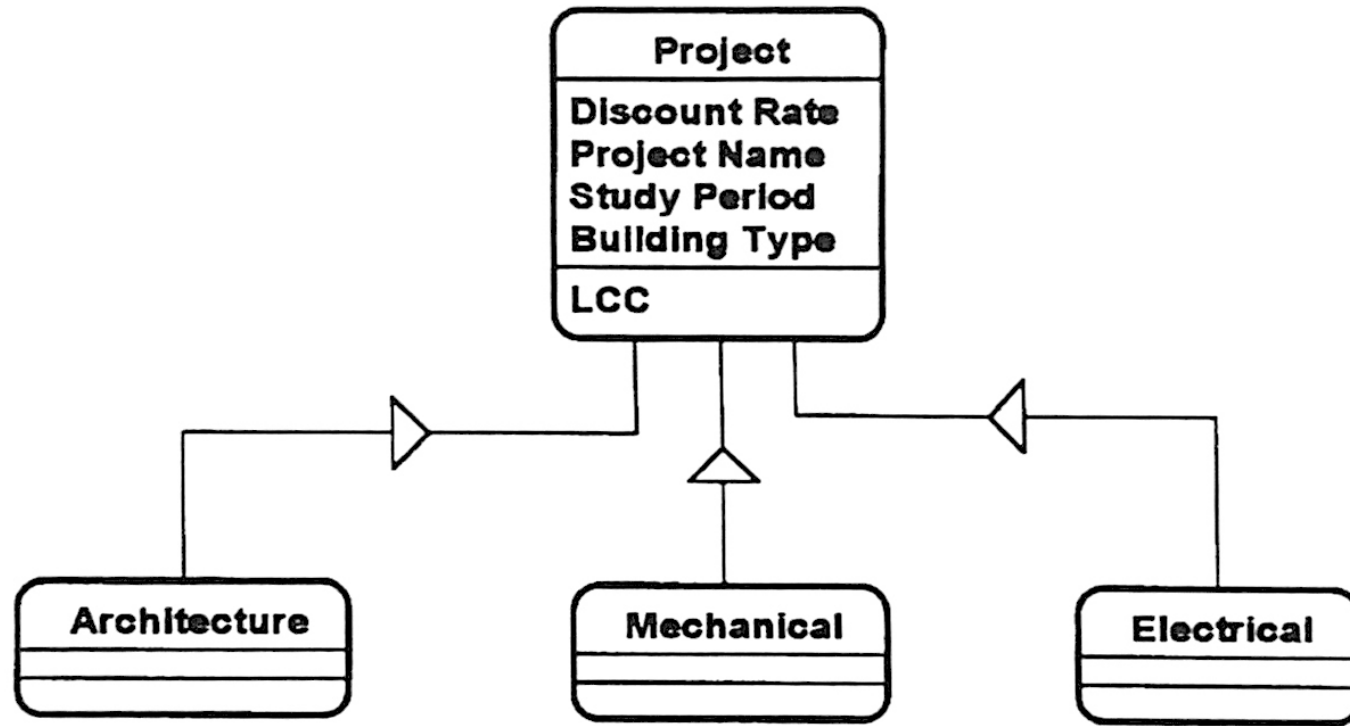 Project
Discount Rate
Project Name
Study Period
Building Type
LCC
Architecture
Mechanical
Electrical